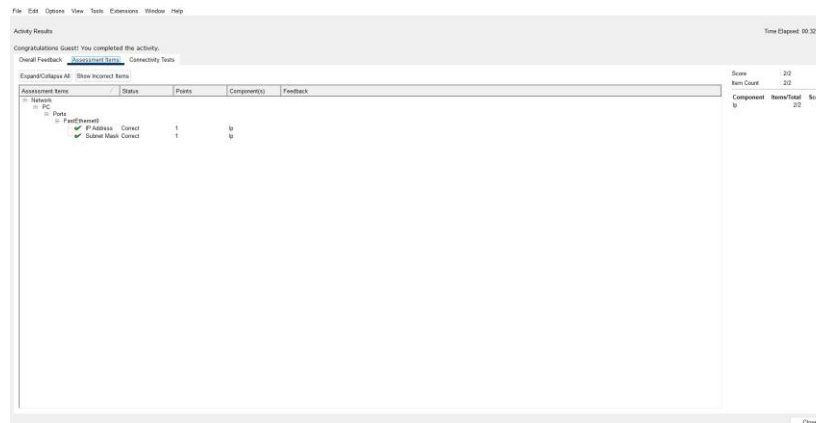 File Edit Options View Tools Extensions Window Help
Activity Results
Time Elapsed: 00:32
Congratulations Guest! You completed the activity.
Overall Feedback Assessment Items Connectivity Tests
Expand/Collapse All Show Incorrect Items
Assessment Items / Status Points Component(s) Feedback
Network
PC
Ports
FastEthernet0
IP Address Correct 1 Ip
Subnet Mask Correct 1 Ip
Score : 2/2
Item Count : 2/2
Component Items/Total Sc
Ip 2/2
Close